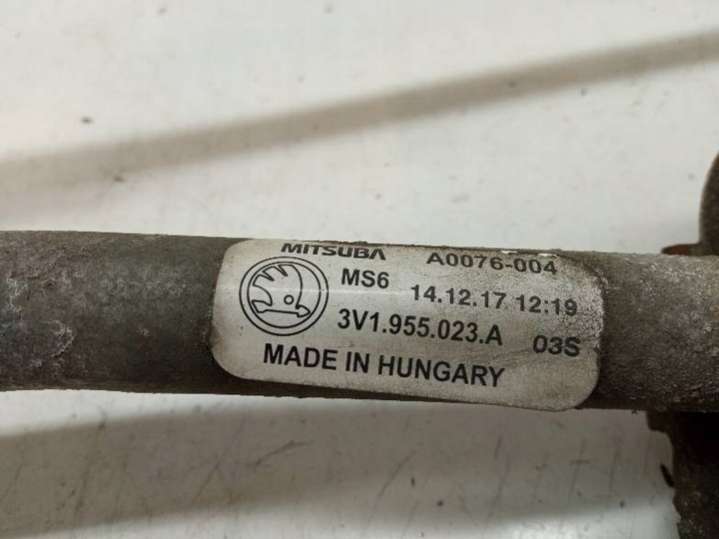 MITSUBA A0076-004
MS6 14.12.17 12:19
3V1.955.023.A 03S
MADE IN HUNGARY